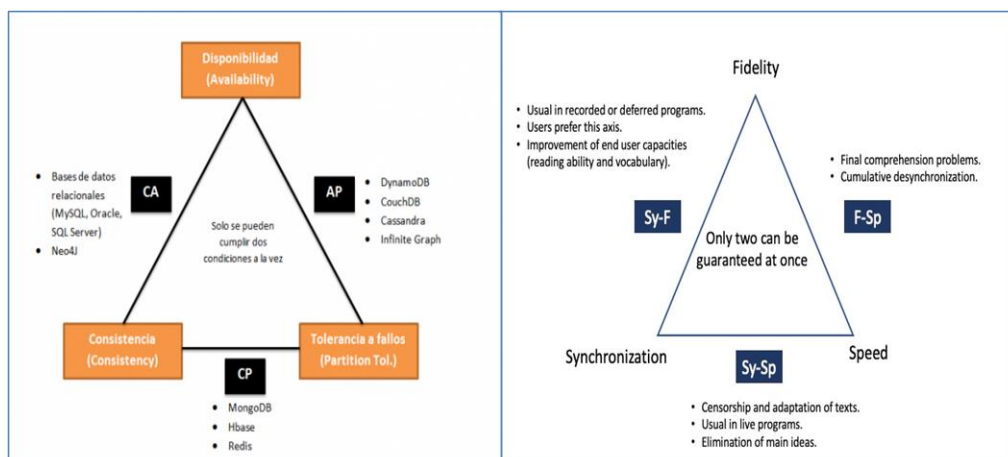 Disponibilidad
(Availability)
• Bases de datos
relacionales
(MySQL, Oracle,
SQL Server)
• Neo4J
CA
AP
• DynamoDB
• CouchDB
• Cassandra
• Infinite Graph
Solo se pueden
cumplir dos
condiciones a la vez
Consistencia
(Consistency)
Tolerancia a fallos
(Partition Tol.)
CP
• MongoDB
• Hbase
• Redis
Fidelity
• Usual in recorded or deferred programs.
• Users prefer this axis.
• Improvement of end user capacities
(reading ability and vocabulary).
• Final comprehension problems.
• Cumulative desynchronization.
Sy-F
F-Sp
Only two can be
guaranteed at once
Synchronization
Speed
Sy-Sp
• Censorship and adaptation of texts.
• Usual in live programs.
• Elimination of main ideas.